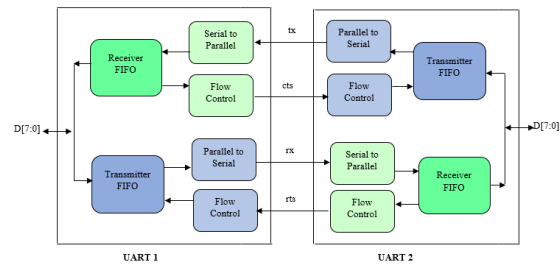 Serial to
Parallel
tx
Parallel to
Serial
Receiver
FIFO
Transmitter
FIFO
Flow
Control
cts
Flow
Control
D[7:0]
D[7:0]
Parallel to
Serial
rx
Serial to
Parallel
Transmitter
FIFO
Receiver
FIFO
Flow
Control
rts
Flow
Control
UART 1
UART 2